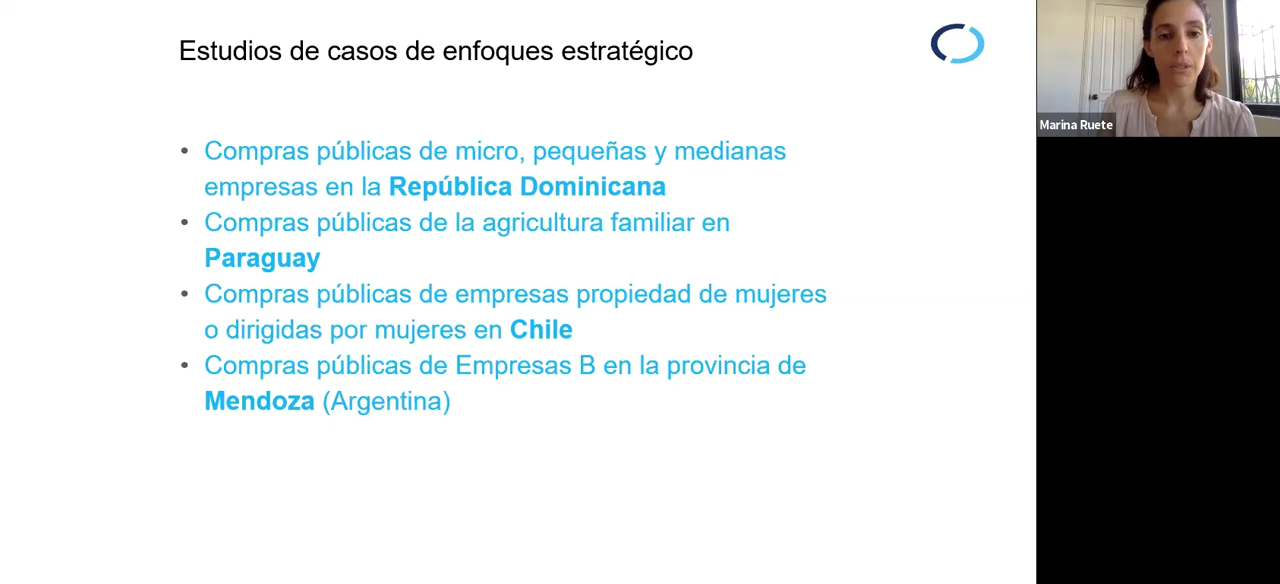 Estudios de casos de enfoques estratégico
• Compras públicas de micro, pequeñas y medianas
empresas en la República Dominicana
• Compras públicas de la agricultura familiar en
Paraguay
• Compras públicas de empresas propiedad de mujeres
o dirigidas por mujeres en Chile
• Compras públicas de Empresas B en la provincia de
Mendoza (Argentina)
Marina Ruete